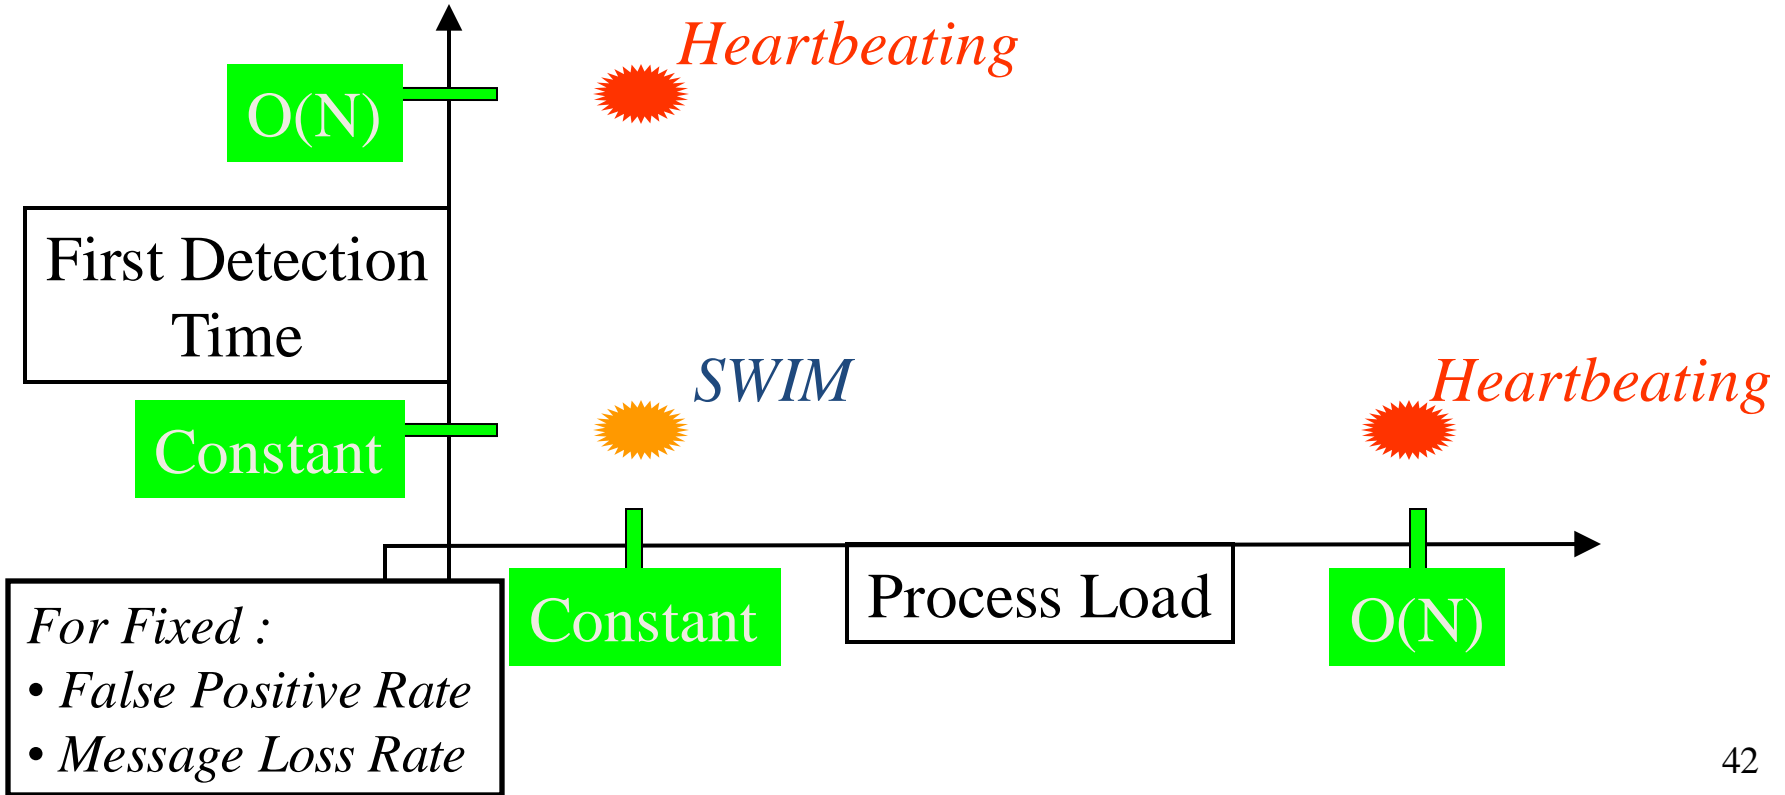 Heartbeating
O(N)
First Detection
Time
SWIM
Heartbeating
Constant
For Fixed :
• False Positive Rate
• Message Loss Rate
Constant
Process Load
O(N)
42